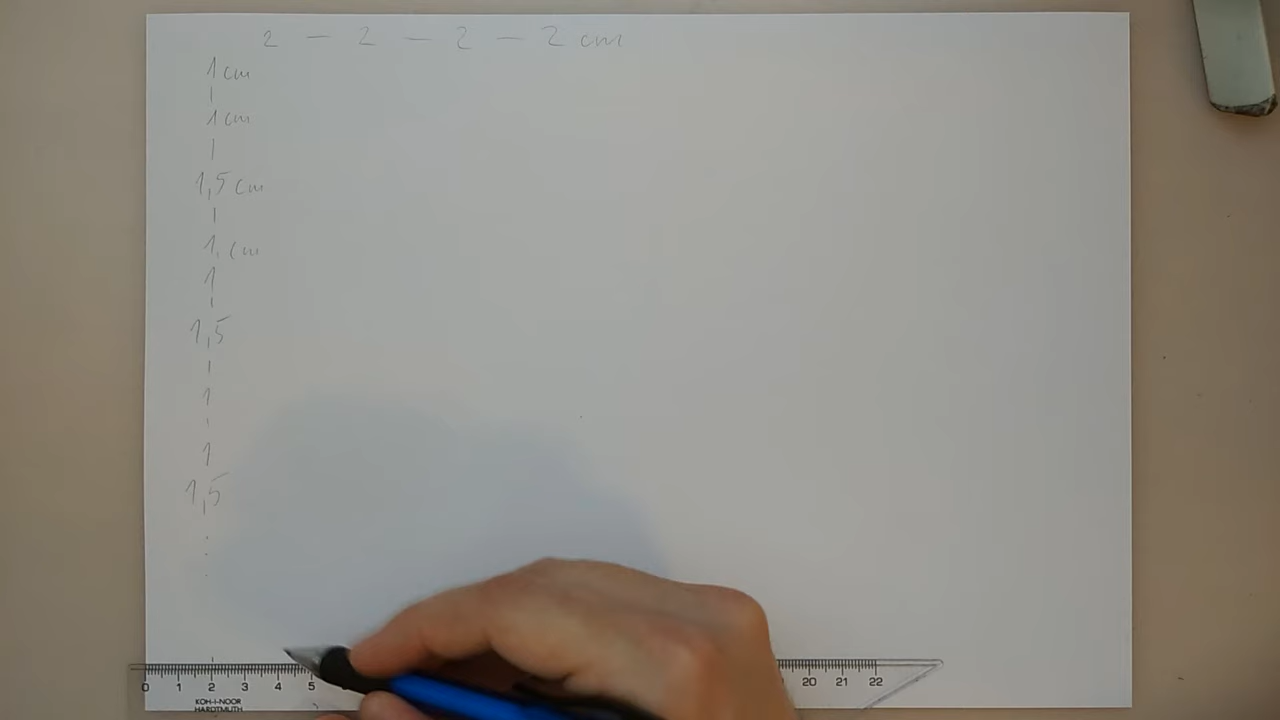 2 — 2 — 2 — 2 cm
1 cm
1 cm
1,5 cm
1, cm
1
1,5
1
1
1,5
0 1 2 3 4 5 20 21 22
KOH-I-NOOR
HARDTMUTH